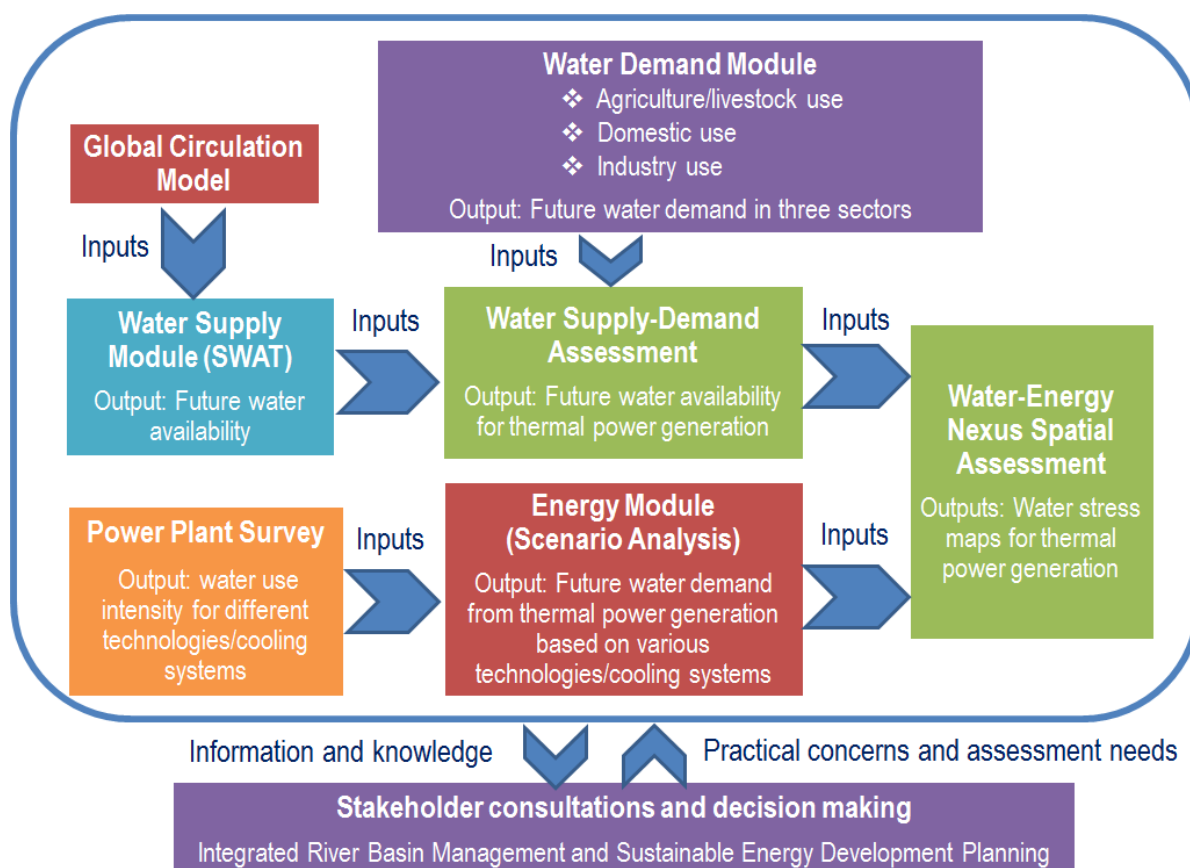 Water Demand Module
❖ Agriculture/livestock use
❖ Domestic use
❖ Industry use
Output: Future water demand in three sectors
Global Circulation
Model
Inputs
Inputs
Water Supply
Module (SWAT)
Output: Future water
availability
Inputs
Water Supply-Demand
Assessment
Output: Future water availability
for thermal power generation
Inputs
Water-Energy
Nexus Spatial
Assessment
Outputs: Water stress
maps for thermal
power generation
Power Plant Survey
Output: water use
intensity for different
technologies/cooling
systems
Inputs
Energy Module
(Scenario Analysis)
Output: Future water demand
from thermal power generation
based on various
technologies/cooling systems
Inputs
Information and knowledge
Practical concerns and assessment needs
Stakeholder consultations and decision making
Integrated River Basin Management and Sustainable Energy Development Planning